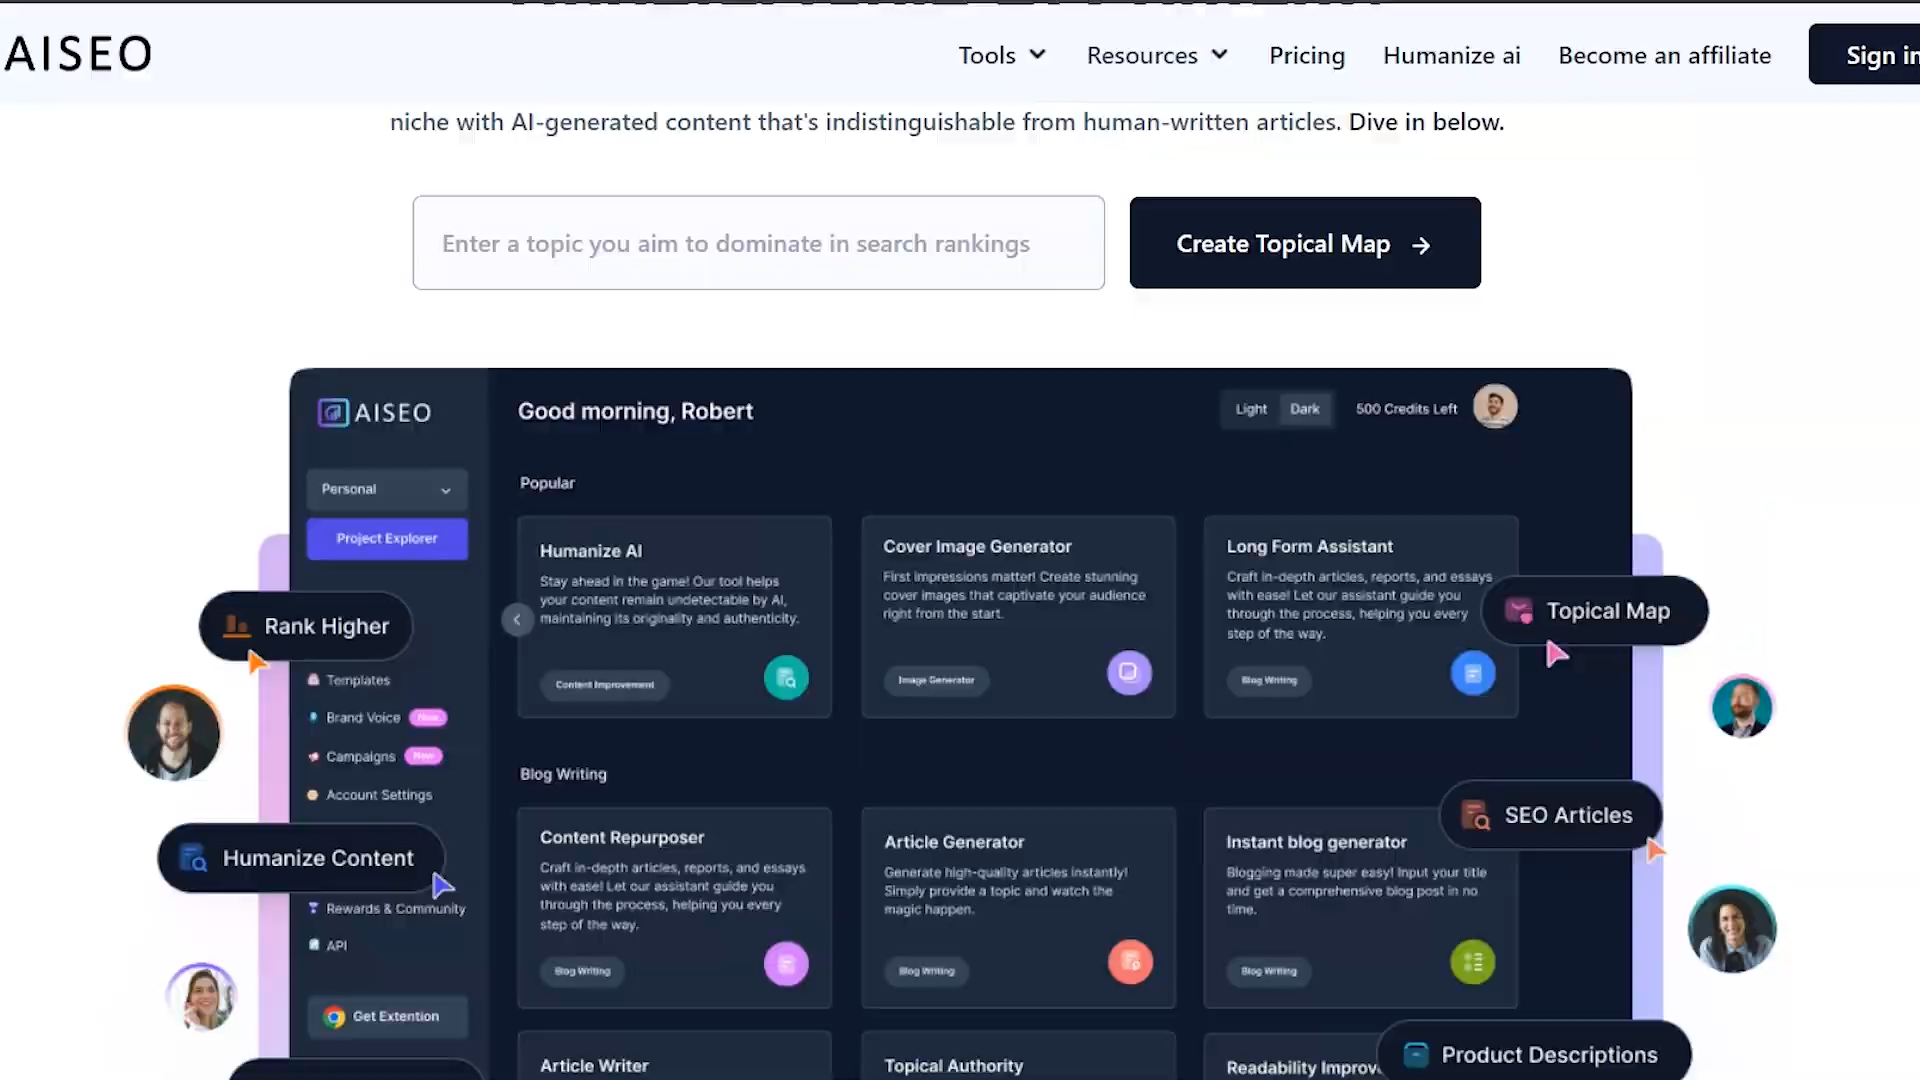 AISEO
Tools
Resources
Pricing
Humanize ai
Become an affiliate
Sign in
niche with AI-generated content that's indistinguishable from human-written articles. Dive in below.
Enter a topic you aim to dominate in search rankings
Create Topical Map →
AISEO
Good morning, Robert
Light
Dark
500 Credits Left
Personal
Project Explorer
Popular
Humanize AI
Stay ahead in the game! Our tool helps
your content remain undetectable by AI,
maintaining its originality and authenticity.
Content Improvement
Cover Image Generator
First impressions matter! Create stunning
cover images that captivate your audience
right from the start.
Image Generator
Long Form Assistant
Craft in-depth articles, reports, and essays
with ease! Let our assistant guide you
through the process, helping you every
step of the way.
Blog Writing
Rank Higher
Topical Map
Templates
Brand Voice New
Campaigns New
Account Settings
Humanize Content
Rewards & Community
API
Get Extention
Blog Writing
Content Repurposer
Craft in-depth articles, reports, and essays
with ease! Let our assistant guide you
through the process, helping you every
step of the way.
Blog Writing
Article Generator
Generate high-quality articles instantly!
Simply provide a topic and watch the
magic happen.
Blog Writing
Instant blog generator
Blogging made super easy! Input your title
and get a comprehensive blog post in no
time.
Blog Writing
SEO Articles
Article Writer
Topical Authority
Readability Improv
Product Descriptions